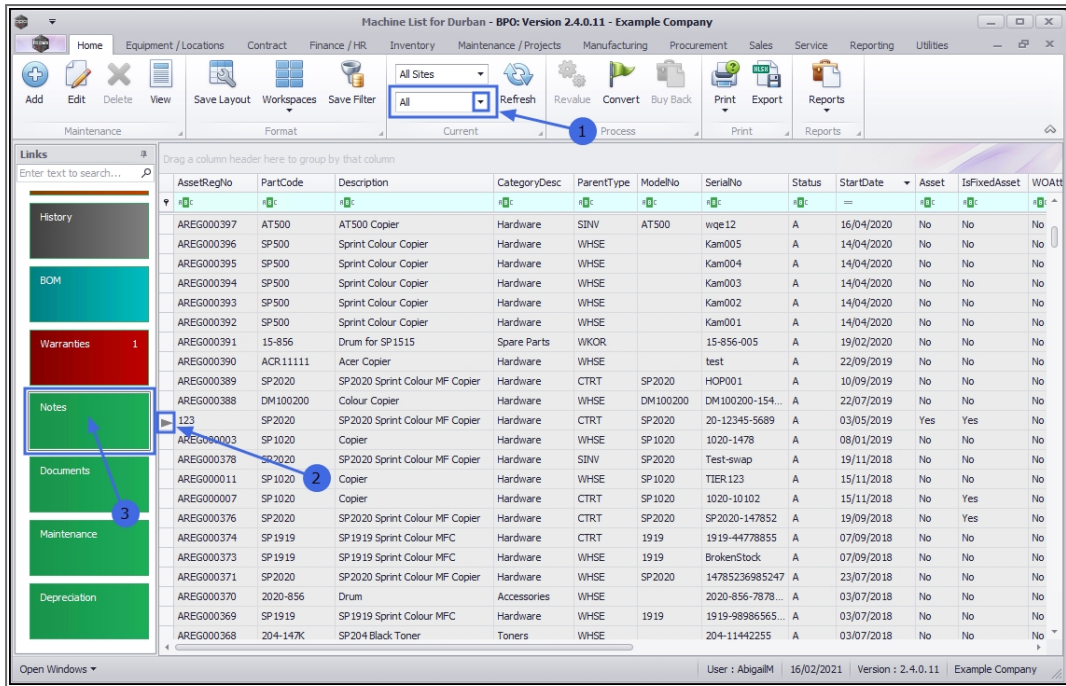 Machine List for Durban - BPO: Version 2.4.0.11 - Example Company
Home Equipment / Locations Contract Finance / HR Inventory Maintenance / Projects Manufacturing Procurement Sales Service Reporting Utilities
All Sites
Add Edit Delete View Save Layout Workspaces Save Filter All Refresh Revalue Convert Buy Back Print Export Reports
Maintenance Format Current 1 Process Print Reports
Links
Drag a column header here to group by that column
Enter text to search...
AssetRegNo PartCode Description CategoryDesc ParentType ModelNo SerialNo Status StartDate Asset IsFixedAsset WOAtt
=
History
AREG000397 AT500 AT500 Copier Hardware SINV AT500 wqe12 A 16/04/2020 No No No
AREG000396 SP500 Sprint Colour Copier Hardware WHSE Kam005 A 14/04/2020 No No No
AREG000395 SP500 Sprint Colour Copier Hardware WHSE Kam004 A 14/04/2020 No No No
BOM
AREG000394 SP500 Sprint Colour Copier Hardware WHSE Kam003 A 14/04/2020 No No No
AREG000393 SP500 Sprint Colour Copier Hardware WHSE Kam002 A 14/04/2020 No No No
AREG000392 SP500 Sprint Colour Copier Hardware WHSE Kam001 A 14/04/2020 No No No
Warranties 1
AREG000391 15-856 Drum for SP1515 Spare Parts WKOR 15-856-005 A 19/02/2020 No No No
AREG000390 ACR11111 Acer Copier Hardware WHSE test A 22/09/2019 No No No
AREG000389 SP2020 SP2020 Sprint Colour MF Copier Hardware CTRT SP2020 HOP001 A 10/09/2019 No No No
Notes
AREG000388 DM100200 Colour Copier Hardware WHSE DM100200 DM100200-154... A 22/07/2019 No No No
123 SP2020 SP2020 Sprint Colour MF Copier Hardware CTRT SP2020 20-12345-5689 A 03/05/2019 Yes Yes No
AREG000003 SP1020 Copier Hardware WHSE SP1020 1020-1478 A 08/01/2019 No No No
AREG000378 SP2020 SP2020 Sprint Colour MF Copier Hardware SINV SP2020 Test-swap A 19/11/2018 No No No
Documents
AREG000011 SP1020 2 Copier Hardware WHSE SP1020 TIER123 A 15/11/2018 No No No
AREG000007 SP1020 Copier Hardware CTRT SP1020 1020-10102 A 15/11/2018 No Yes No
3
AREG000376 SP2020 SP2020 Sprint Colour MF Copier Hardware CTRT SP2020 SP2020-147852 A 19/09/2018 No Yes No
Maintenance
AREG000374 SP1919 SP1919 Sprint Colour MFC Hardware CTRT 1919 1919-44778855 A 07/09/2018 No No No
AREG000373 SP1919 SP1919 Sprint Colour MFC Hardware WHSE 1919 BrokenStock A 07/09/2018 No No No
AREG000371 SP2020 SP2020 Sprint Colour MF Copier Hardware WHSE SP2020 14785236985247 A 23/07/2018 No No No
Depreciation
AREG000370 2020-856 Drum Accessories WHSE 2020-856-7878... A 03/07/2018 No No No
AREG000369 SP1919 SP1919 Sprint Colour MFC Hardware WHSE 1919 1919-98986565... A 03/07/2018 No No No
AREG000368 204-147K SP204 Black Toner Toners WHSE 204-11442255 A 03/07/2018 No No No
Open Windows User : AbigailM 16/02/2021 Version : 2.4.0.11 Example Company